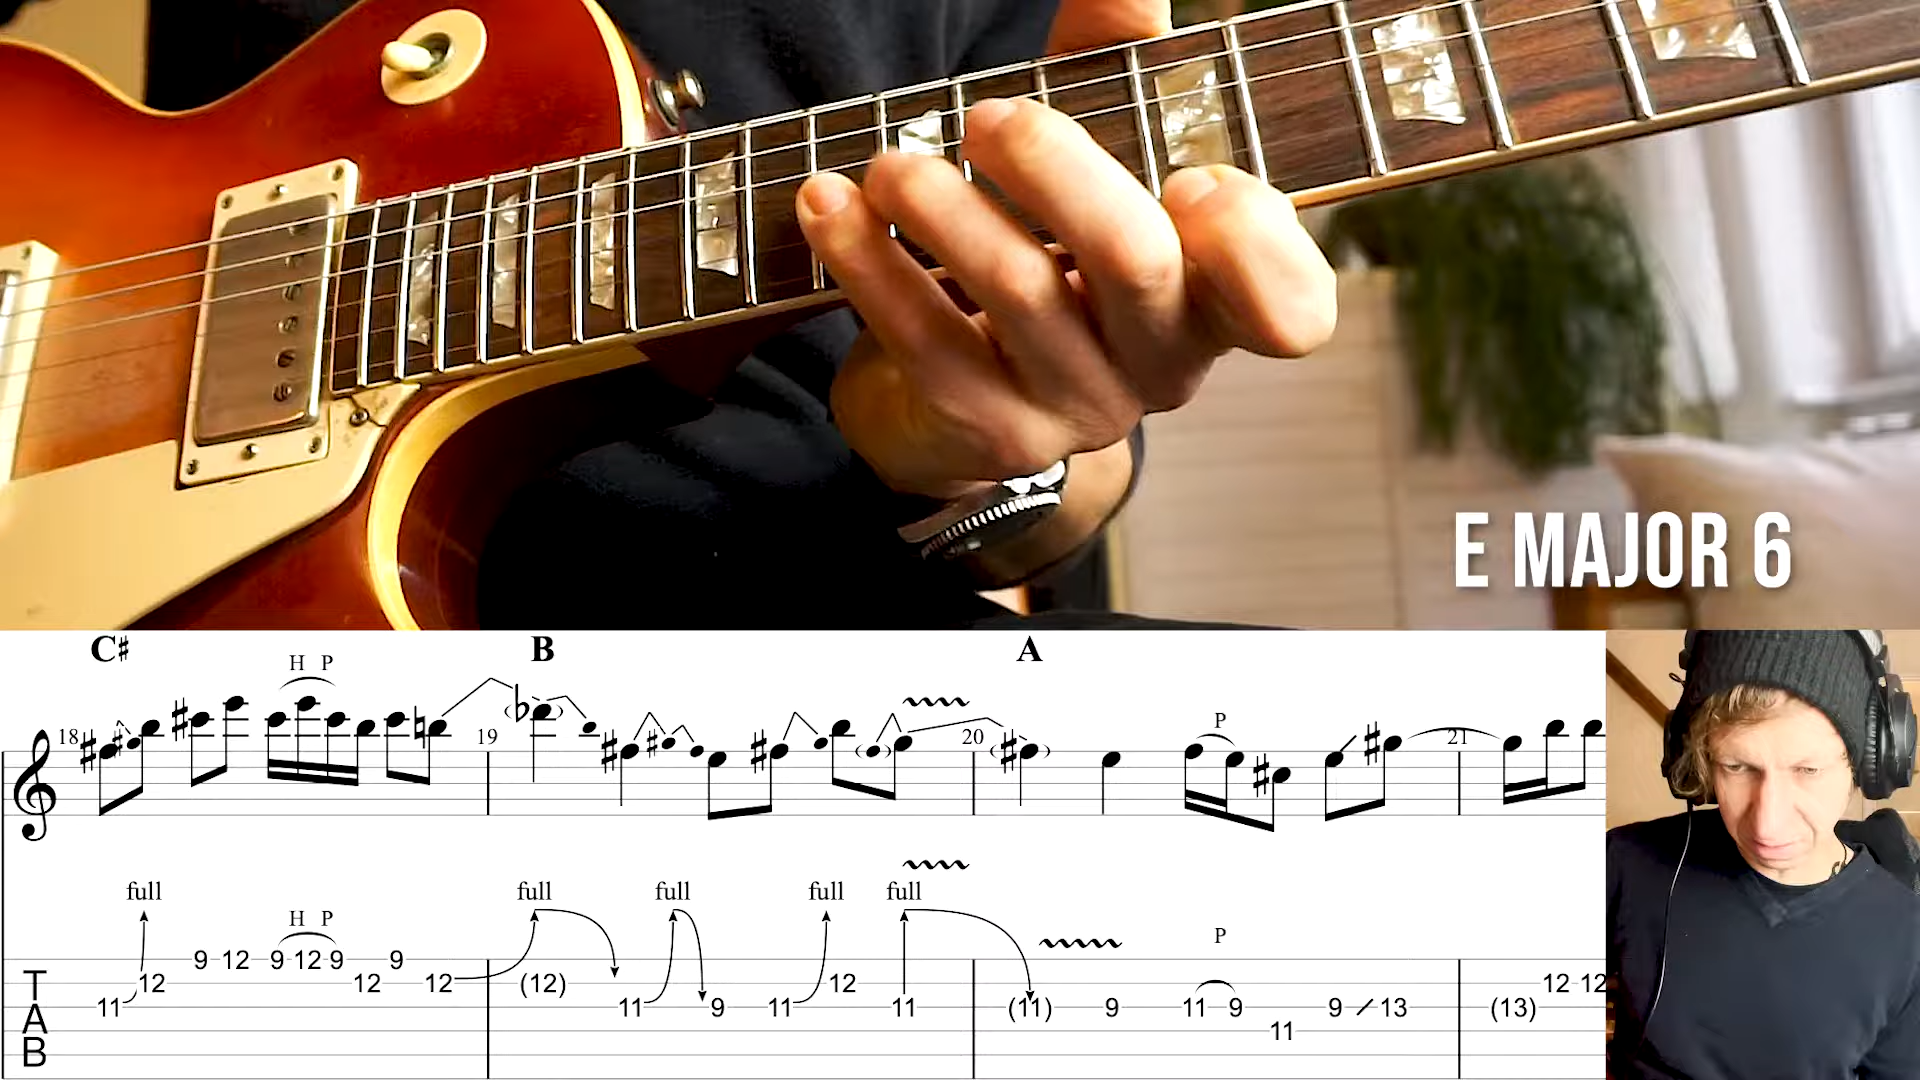 E MAJOR 6
C♯ B A
H P
18 19 20 P 21
full full full full full
H P P
9 12 9 12 9 12 9 12 (12) 12 12 12
11 12
11 9 11 11 (11) 9 11 9 9 13 (13)
11
T
A
B